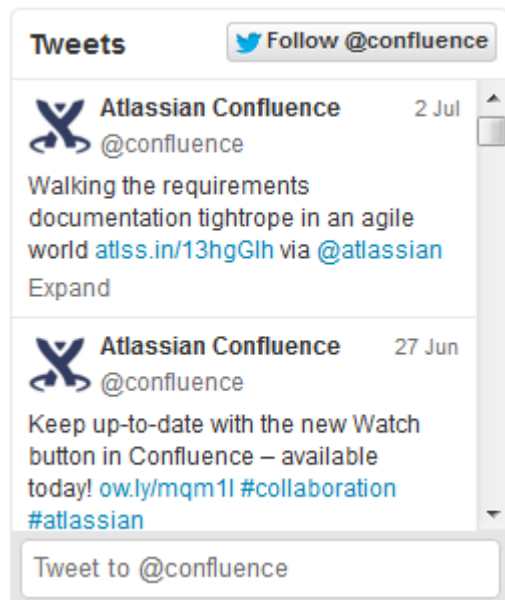 Tweets
Follow @confluence
Atlassian Confluence 2 Jul
@confluence
Walking the requirements
documentation tightrope in an agile
world atlss.in/13hgGlh via @atlassian
Expand
Atlassian Confluence 27 Jun
@confluence
Keep up-to-date with the new Watch
button in Confluence – available
today! ow.ly/mqm1l #collaboration
#atlassian
Tweet to @confluence